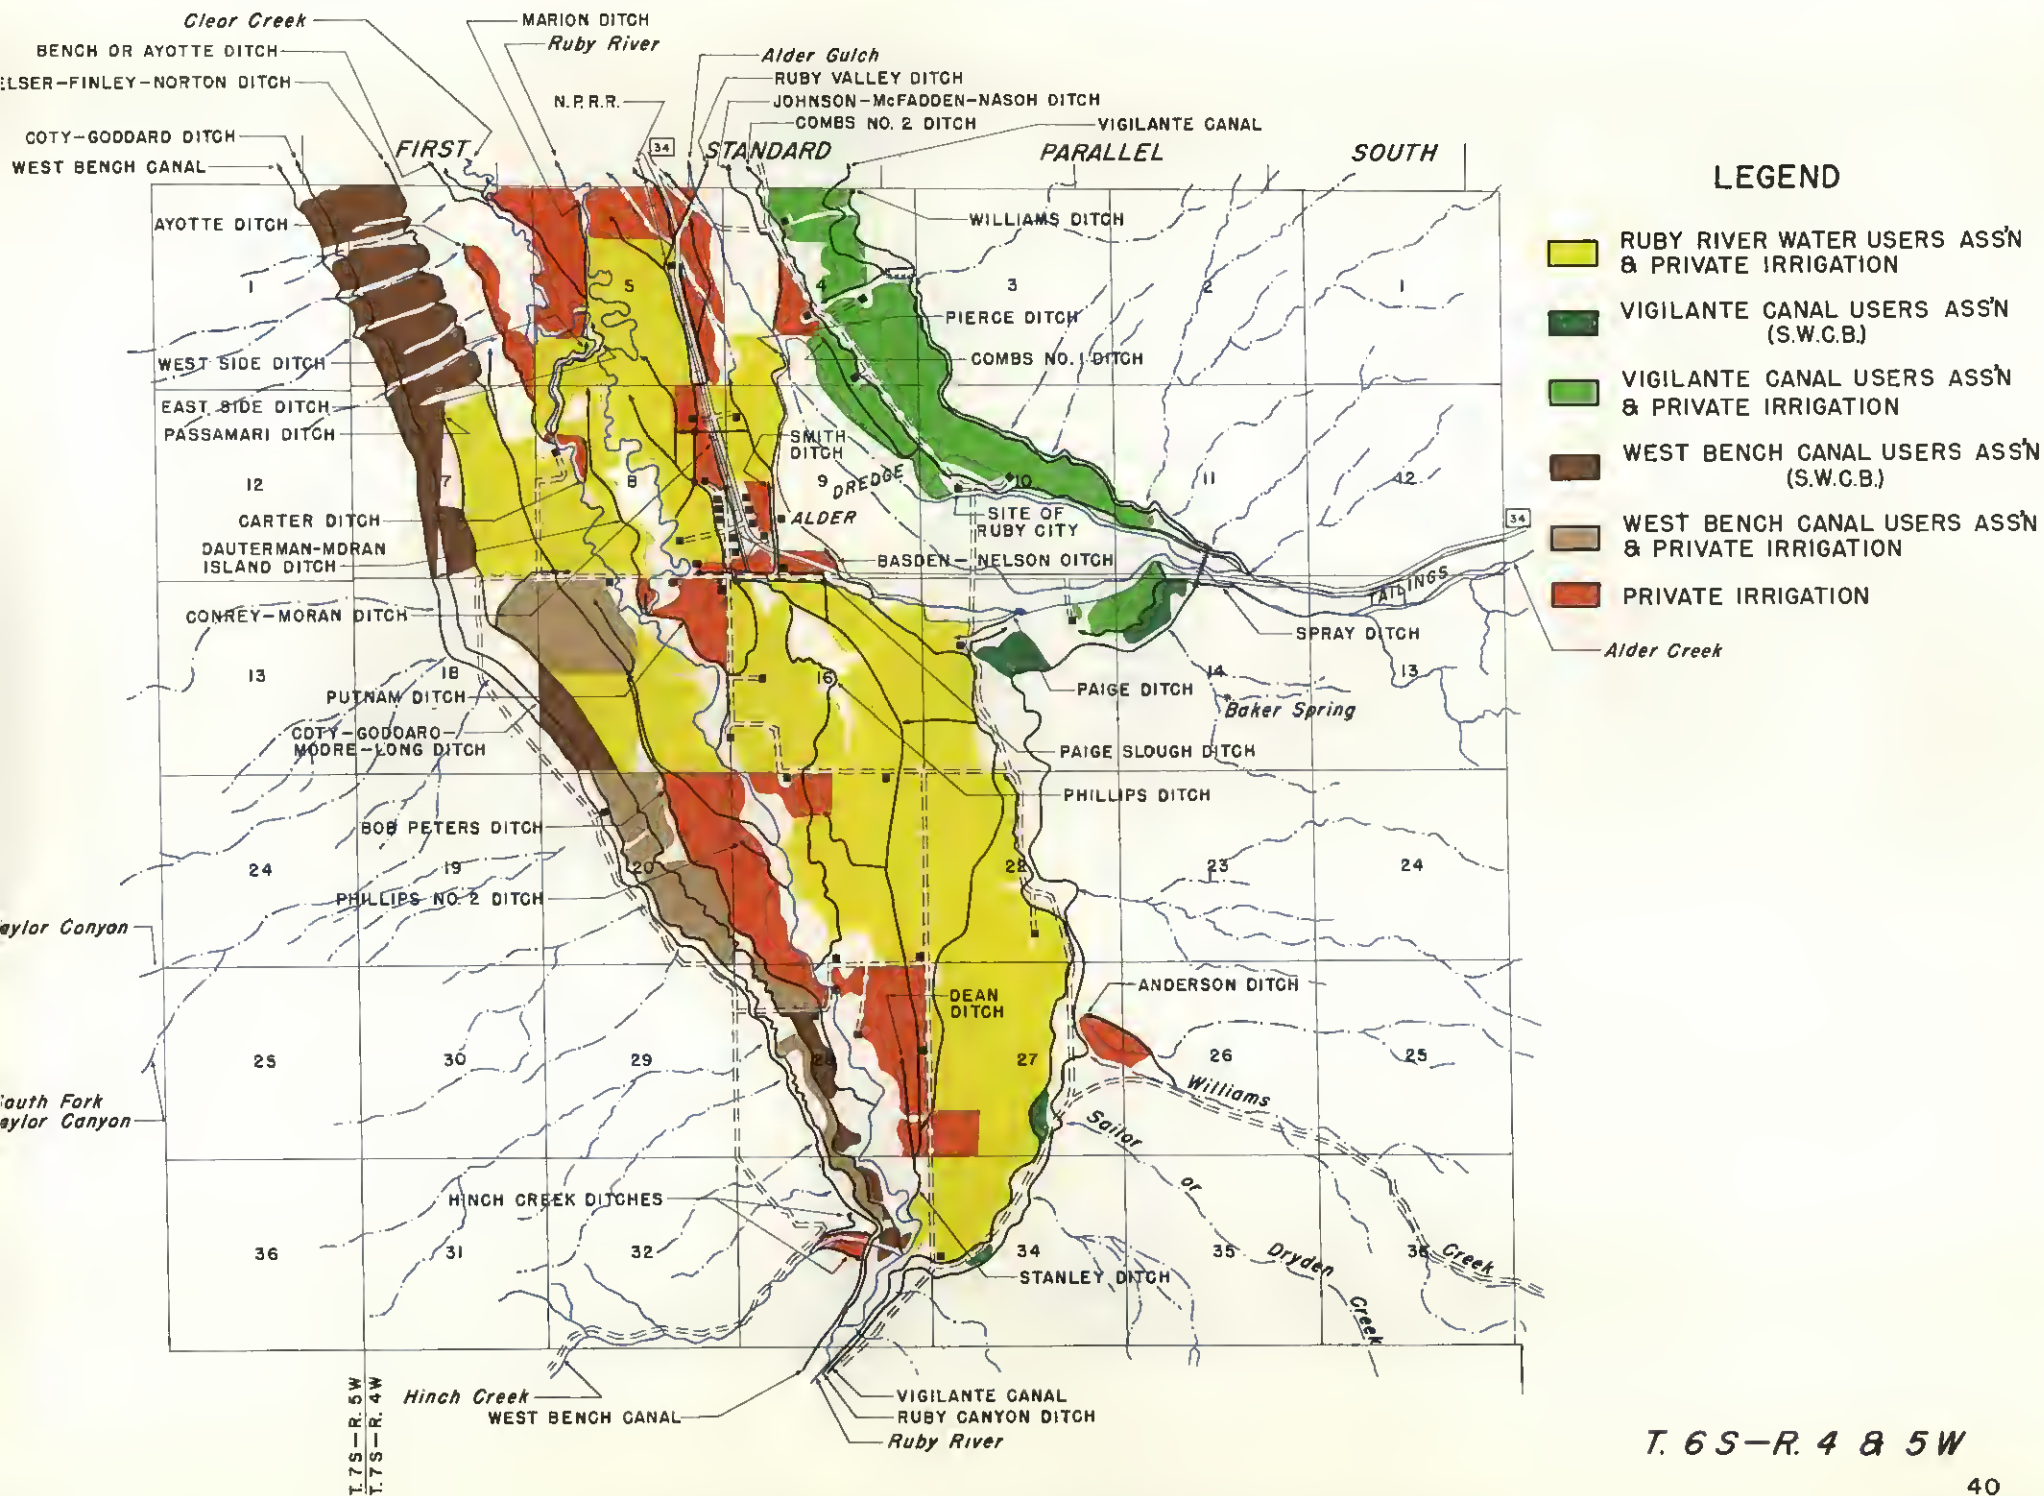 Clear Creek
MARION DITCH
Ruby River
BENCH OR AYOTTE DITCH
ELSER-FINLEY-NORTON DITCH
Alder Gulch
RUBY VALLEY DITCH
N.P.R.R.
JOHNSON-McFADDEN-NASOH DITCH
COMBS NO. 2 DITCH
VIGILANTE CANAL
COTY-GODDARD DITCH
WEST BENCH CANAL
FIRST
34
STANDARD
PARALLEL
SOUTH
LEGEND
RUBY RIVER WATER USERS ASS'N
& PRIVATE IRRIGATION
VIGILANTE CANAL USERS ASS'N
(S.W.C.B.)
VIGILANTE CANAL USERS ASS'N
& PRIVATE IRRIGATION
WEST BENCH CANAL USERS ASS'N
(S.W.C.B.)
WEST BENCH CANAL USERS ASS'N
& PRIVATE IRRIGATION
PRIVATE IRRIGATION
AYOTTE DITCH
WILLIAMS DITCH
1
5
4
3
2
1
PIERCE DITCH
WEST SIDE DITCH
COMBS NO. 1 DITCH
EAST SIDE DITCH
PASSAMARI DITCH
SMITH
DITCH
12
7
8
9
DREDGE
10
11
12
CARTER DITCH
ALDER
SITE OF
RUBY CITY
34
DAUTERMAN-MORAN
ISLAND DITCH
BASDEN-NELSON DITCH
TAILINGS
CONREY-MORAN DITCH
SPRAY DITCH
Alder Creek
13
18
16
14
13
PUTNAM DITCH
PAIGE DITCH
Baker Spring
COTY-GODDARD-
MOORE-LONG DITCH
PAIGE SLOUGH DITCH
PHILLIPS DITCH
BOB PETERS DITCH
24
19
20
22
23
24
PHILLIPS NO. 2 DITCH
aylor Canyon
DEAN
DITCH
ANDERSON DITCH
25
30
29
28
27
26
25
outh Fork
aylor Canyon
Williams
Sailor
or
Dryden
Creek
Creek
HINCH CREEK DITCHES
36
31
32
34
35
36
STANLEY DITCH
Hinch Creek
WEST BENCH CANAL
VIGILANTE CANAL
RUBY CANYON DITCH
Ruby River
T. 7S-R. 5W
T. 7S-R. 4W
T. 6S-R. 4 & 5W
40